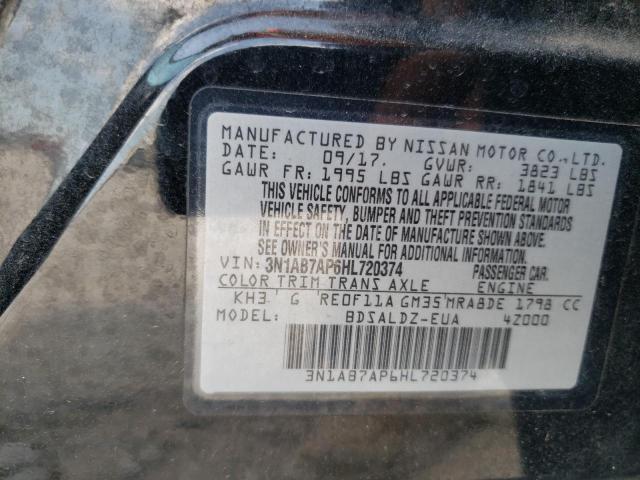 MANUFACTURED BY NISSAN MOTOR CO.,LTD.
DATE: 09/17. GVWR: 3823 LBS
GAWR FR: 1995 LBS GAWR RR: 1841 LBS
THIS VEHICLE CONFORMS TO ALL APPLICABLE FEDERAL MOTOR
VEHICLE SAFETY, BUMPER AND THEFT PREVENTION STANDARDS
IN EFFECT ON THE DATE OF MANUFACTURE SHOWN ABOVE.
SEE OWNER'S MANUAL FOR ADDITIONAL INFORMATION.
VIN: 3N1AB7AP6HL720374 PASSENGER CAR.
COLOR TRIM TRANS AXLE ENGINE
KH3 G RE0F11A GM35 MRA8DE 1798 CC
MODEL: BDSALDZ-EUA 4Z000
3N1AB7AP6HL720374